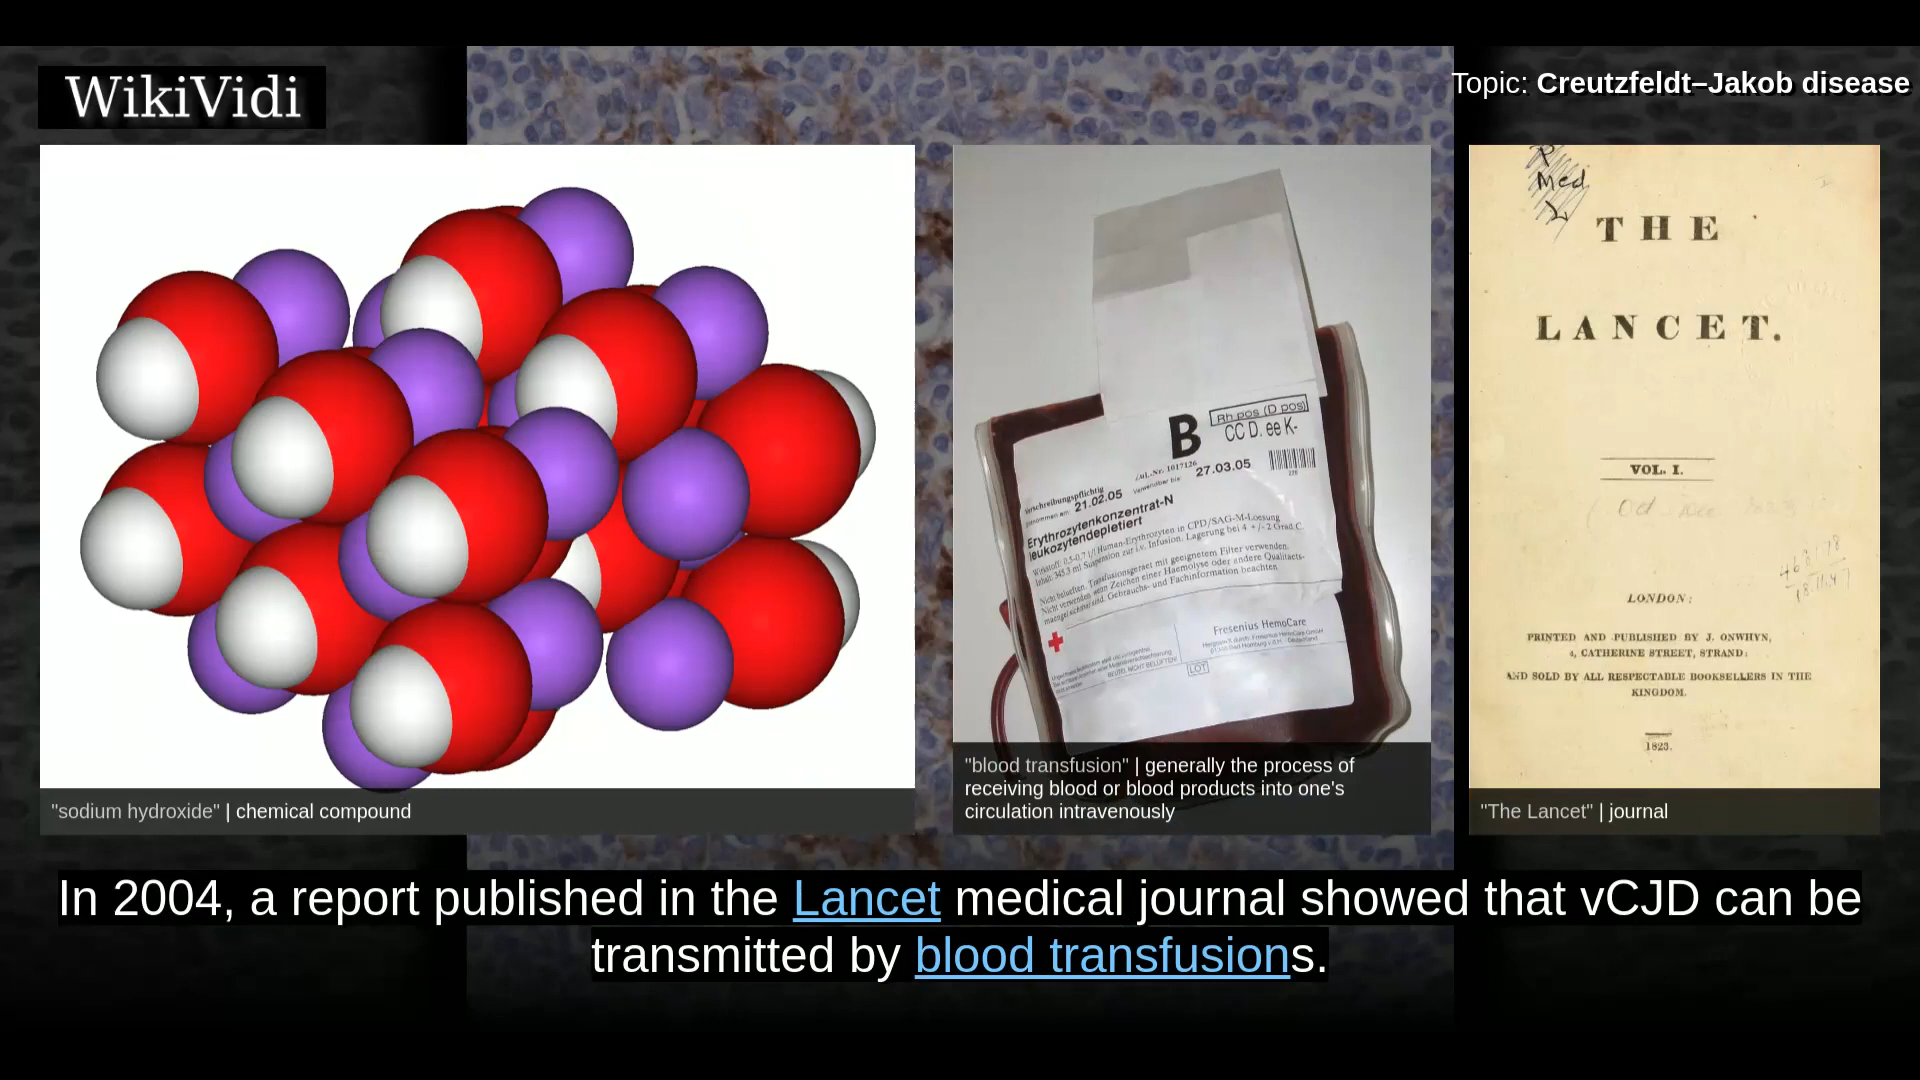 WikiVidi
Topic: Creutzfeldt–Jakob disease
"sodium hydroxide" | chemical compound
B
Rh pos (D pos)
CC D. ee K-
27.03.05
21.02.05
Erythrozytenkonzentrat-N
leukozytendepletiert
Fresenius HemoCare
LOT
"blood transfusion" | generally the process of
receiving blood or blood products into one's
circulation intravenously
Med
THE
LANCET.
VOL. I.
LONDON:
PRINTED AND PUBLISHED BY J. ONWHYN,
4, CATHERINE STREET, STRAND:
AND SOLD BY ALL RESPECTABLE BOOKSELLERS IN THE
KINGDOM.
1823.
"The Lancet" | journal
In 2004, a report published in the Lancet medical journal showed that vCJD can be
transmitted by blood transfusions.